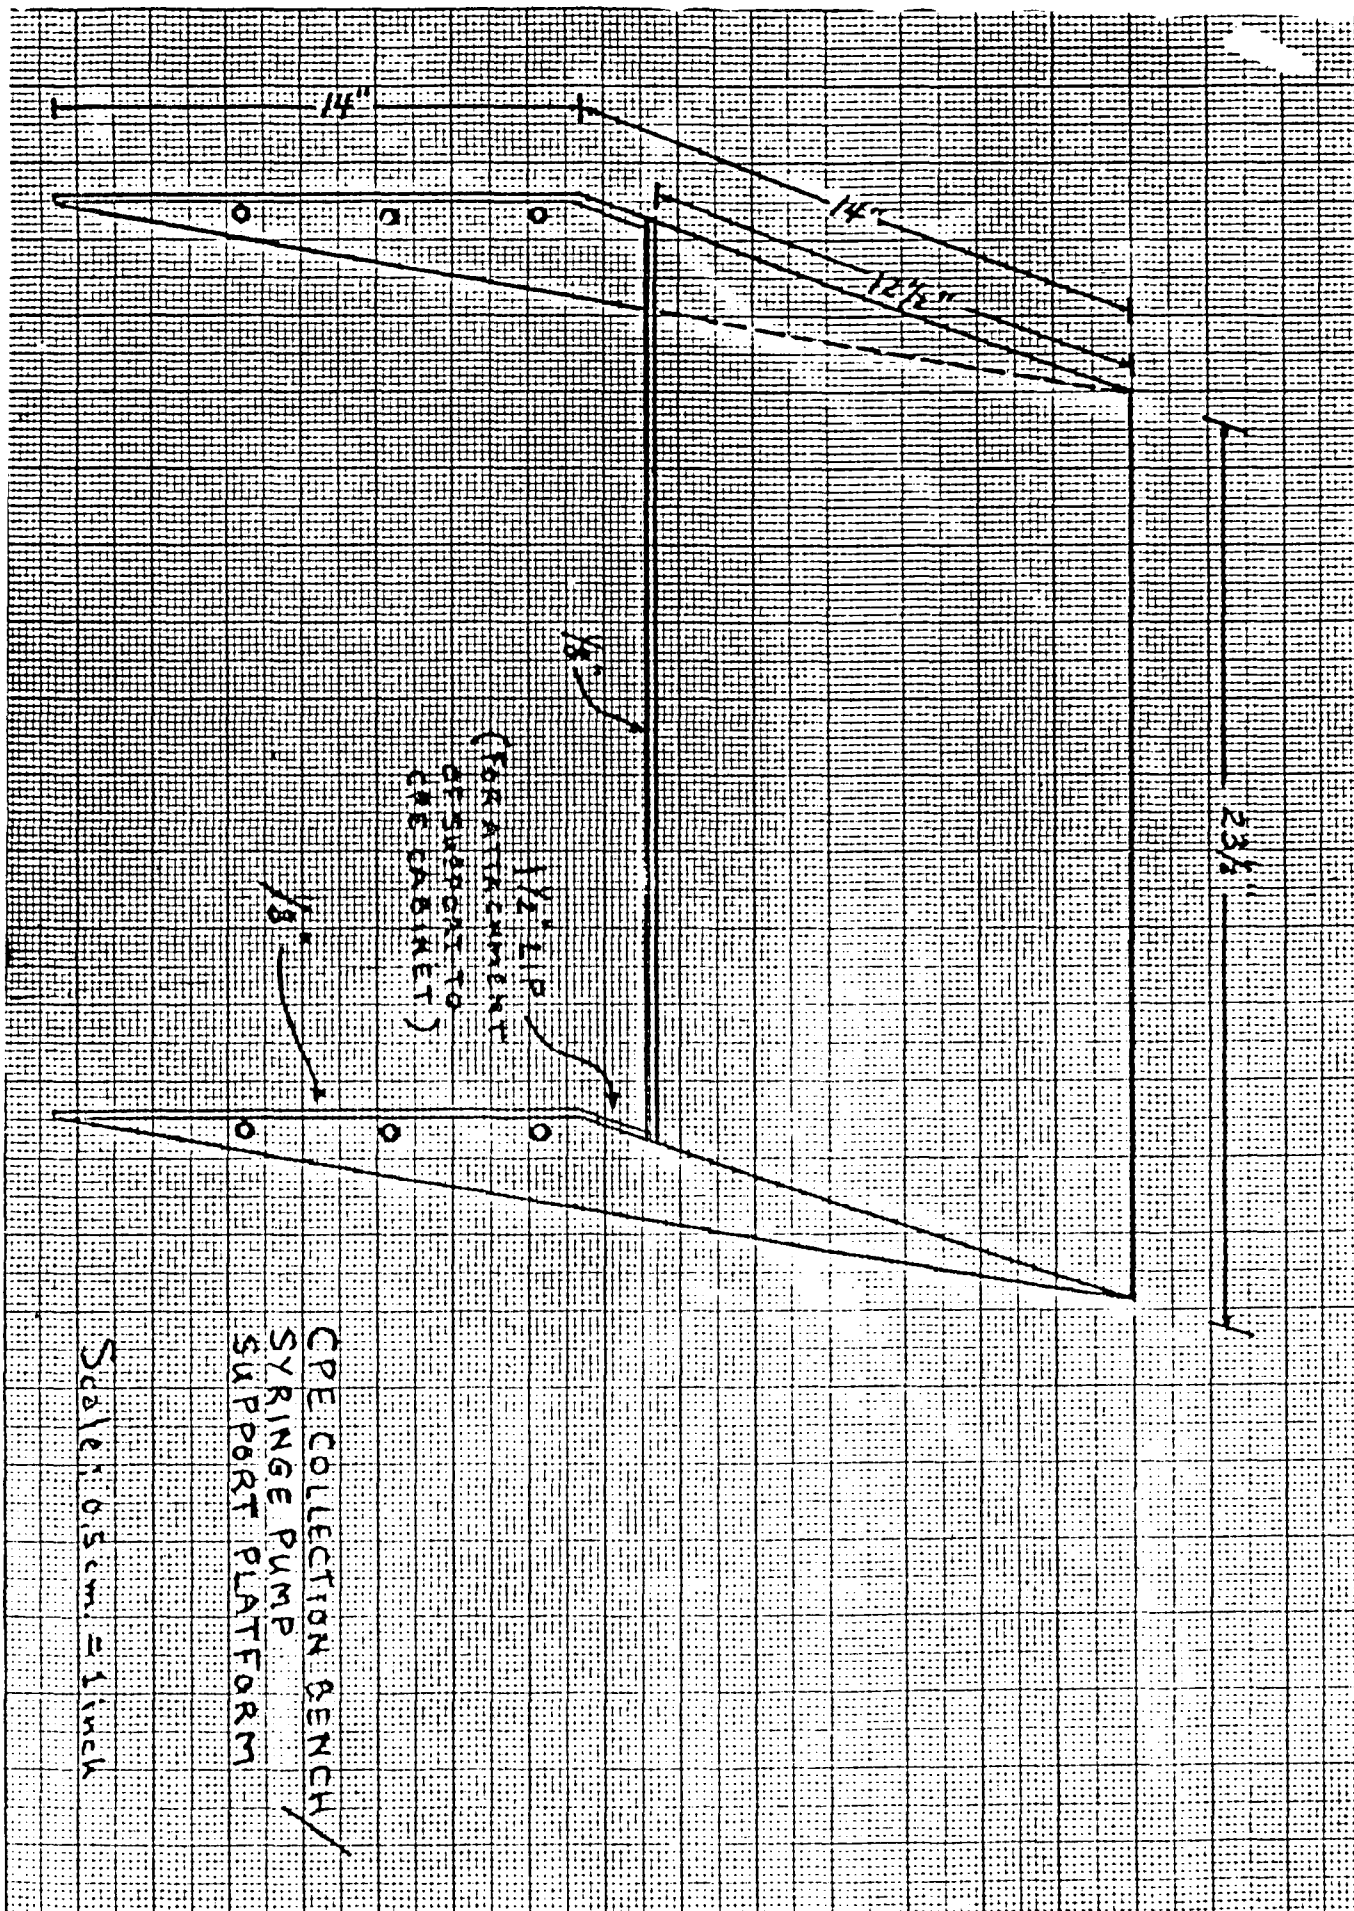 23½"
14"
12½"
14"
⅛"
1½" LIP
(FOR ATTACHMENT
OF SUPPORT TO
CPE CABINET)
⅛"
CPE COLLECTION BENCH/
SYRINGE PUMP
SUPPORT PLATFORM
Scale: 0.5 cm. = 1 inch